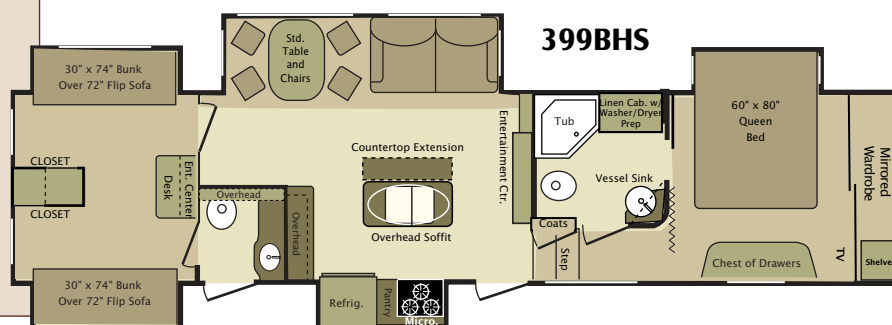 399BHS
30" x 74" Bunk
Over 72" Flip Sofa
Std.
Table
and
Chairs
CLOSET
CLOSET
Desk
Ent. Center
Overhead
Overhead
Countertop Extension
Overhead Soffit
Entertainment Ctr.
Tub
Linen Cab. w/
Washer/Dryer
Prep
Vessel Sink
Coats
Step
60" x 80"
Queen
Bed
Mirrored
Wardrobe
TV
Chest of Drawers
Shelve
30" x 74" Bunk
Over 72" Flip Sofa
Refrig.
Pantry
Micro.